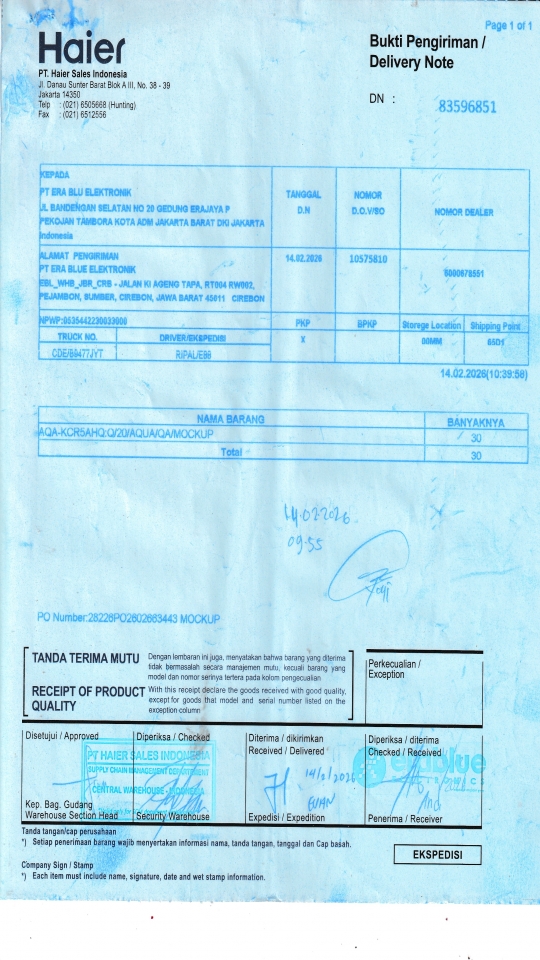 Page 1 of 1
Haier
Bukti Pengiriman /
Delivery Note
PT. Haier Sales Indonesia
Jl. Danau Sunter Barat Blok A III, No. 38 - 39
Jakarta 14350
Telp : (021) 6505668 (Hunting)
Fax : (021) 6512556
DN : 83596851
KEPADA
PT ERA BLU ELEKTRONIK
JL BANDENGAN SELATAN NO 20 GEDUNG ERAJAYA P
PEKOJAN TAMBORA KOTA ADM JAKARTA BARAT DKI JAKARTA
Indonesia
TANGGAL
D.N
NOMOR
D.O.V/SO
NOMOR DEALER
ALAMAT PENGIRIMAN
PT ERA BLUE ELEKTRONIK
EBL_WHB_JBR_CRB - JALAN KI AGENG TAPA, RT004 RW002,
PEJAMBON, SUMBER, CIREBON, JAWA BARAT 45611 CIREBON
14.02.2026
10575810
NPWP:
PKP
BPKP
Storege Location
Shipping Point
TRUCK NO.
DRIVER/EKSPEDISI
X
00MM
65D1
RIPAL/E98
14.02.2026(10:39:58)
NAMA BARANG
BANYAKNYA
AQA-KCR5AHQ:Q/20/AQUA/QA/MOCKUP
30
Total
30
14.02.2026
09.55
PO Number:28226PO2602663443 MOCKUP
TANDA TERIMA MUTU
Dengan lembaran ini juga, menyatakan bahwa barang yang diterima
tidak bermasalah secara manajemen mutu, kecuali barang yang
model dan nomor serinya tertera pada kolom pengecualian
RECEIPT OF PRODUCT
QUALITY
With this receipt declare the goods received with good quality,
except for goods that model and serial number listed on the
exception column
Perkecualian /
Exception
Disetujui / Approved
Diperiksa / Checked
Diterima / dikirimkan
Received / Delivered
Diperiksa / diterima
Checked / Received
PT HAIER SALES INDONESIA
SUPPLY CHAIN MANAGEMENT DEPARTMENT
CENTRAL WAREHOUSE - INDONESIA
14/2/2026
EVAN
Kep. Bag. Gudang
Warehouse Section Head
Security Warehouse
Expedisi / Expedition
Penerima / Receiver
Tanda tangan/cap perusahaan
*) Setiap penerimaan barang wajib menyertakan informasi nama, tanda tangan, tanggal dan Cap basah.
EKSPEDISI
Company Sign / Stamp
*) Each item must include name, signature, date and wet stamp information.